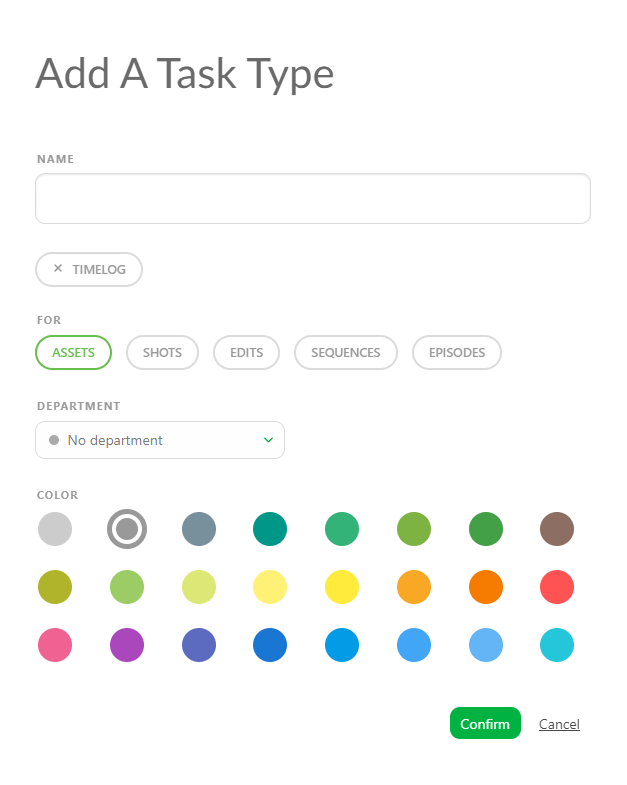 Add A Task Type
NAME
× TIMELOG
FOR
ASSETS SHOTS EDITS SEQUENCES EPISODES
DEPARTMENT
No department
COLOR
Confirm Cancel